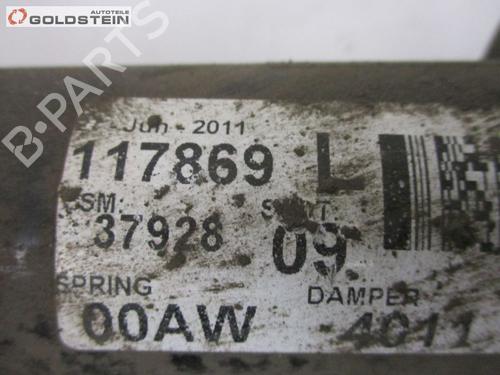 AUTOTEILE
GOLDSTEIN
B-PARTS
Jun - 2011
117869 L
SM.
37928
09
SPRING
DAMPER
00AW
4011